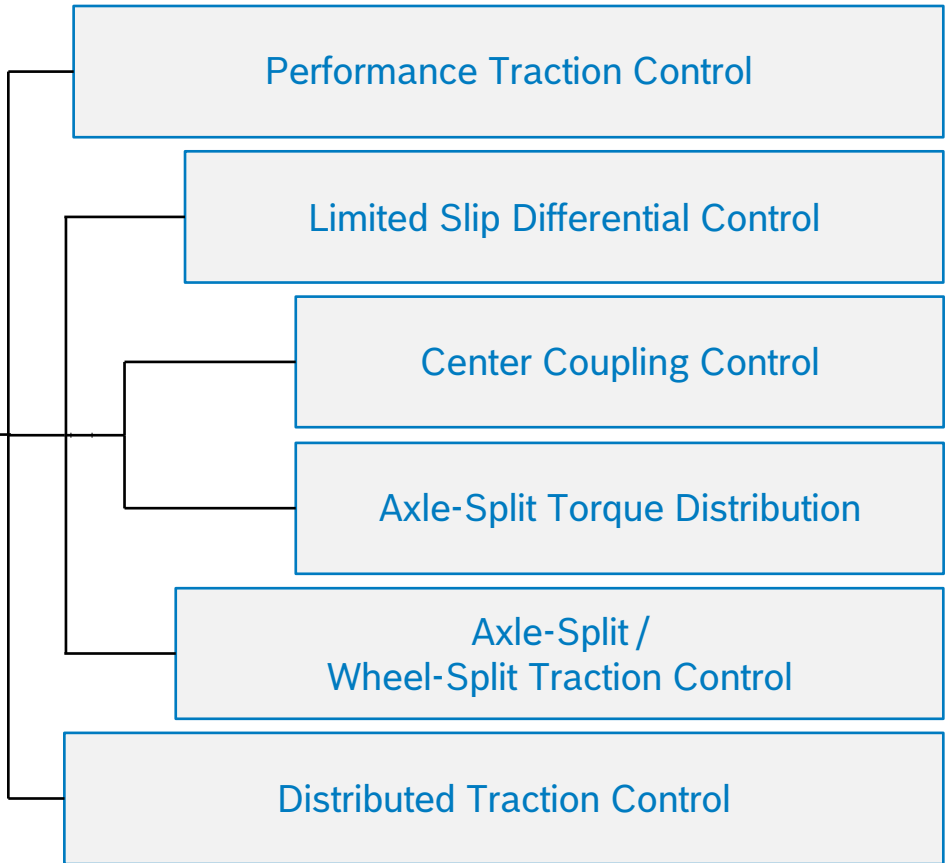 Performance Traction Control
Limited Slip Differential Control
Center Coupling Control
Axle-Split Torque Distribution
Axle-Split /
Wheel-Split Traction Control
Distributed Traction Control